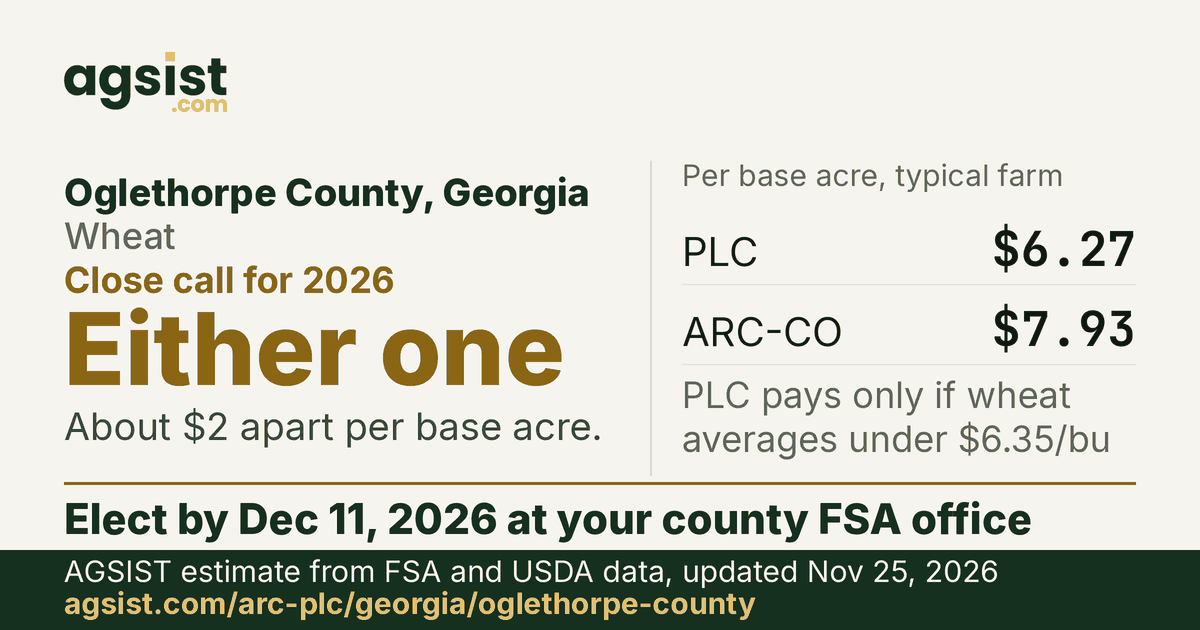 agsist
.com
Oglethorpe County, Georgia
Wheat
Close call for 2026
Either one
About $2 apart per base acre.
Per base acre, typical farm
PLC $6.27
ARC-CO $7.93
PLC pays only if wheat
averages under $6.35/bu
Elect by Dec 11, 2026 at your county FSA office
AGSIST estimate from FSA and USDA data, updated Nov 25, 2026
agsist.com/arc-plc/georgia/oglethorpe-county